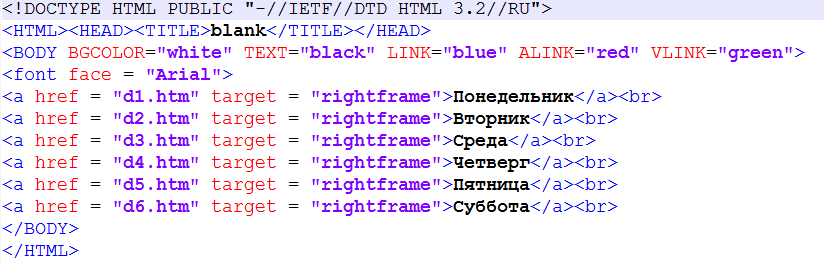 <!DOCTYPE HTML PUBLIC "-//IETF//DTD HTML 3.2//RU">
<HTML><HEAD><TITLE>blank</TITLE></HEAD>
<BODY BGCOLOR="white" TEXT="black" LINK="blue" ALINK="red" VLINK="green">
<font face = "Arial">
<a href = "d1.htm" target = "rightframe">Понедельник</a><br>
<a href = "d2.htm" target = "rightframe">Вторник</a><br>
<a href = "d3.htm" target = "rightframe">Среда</a><br>
<a href = "d4.htm" target = "rightframe">Четверг</a><br>
<a href = "d5.htm" target = "rightframe">Пятница</a><br>
<a href = "d6.htm" target = "rightframe">Суббота</a><br>
</BODY>
</HTML>